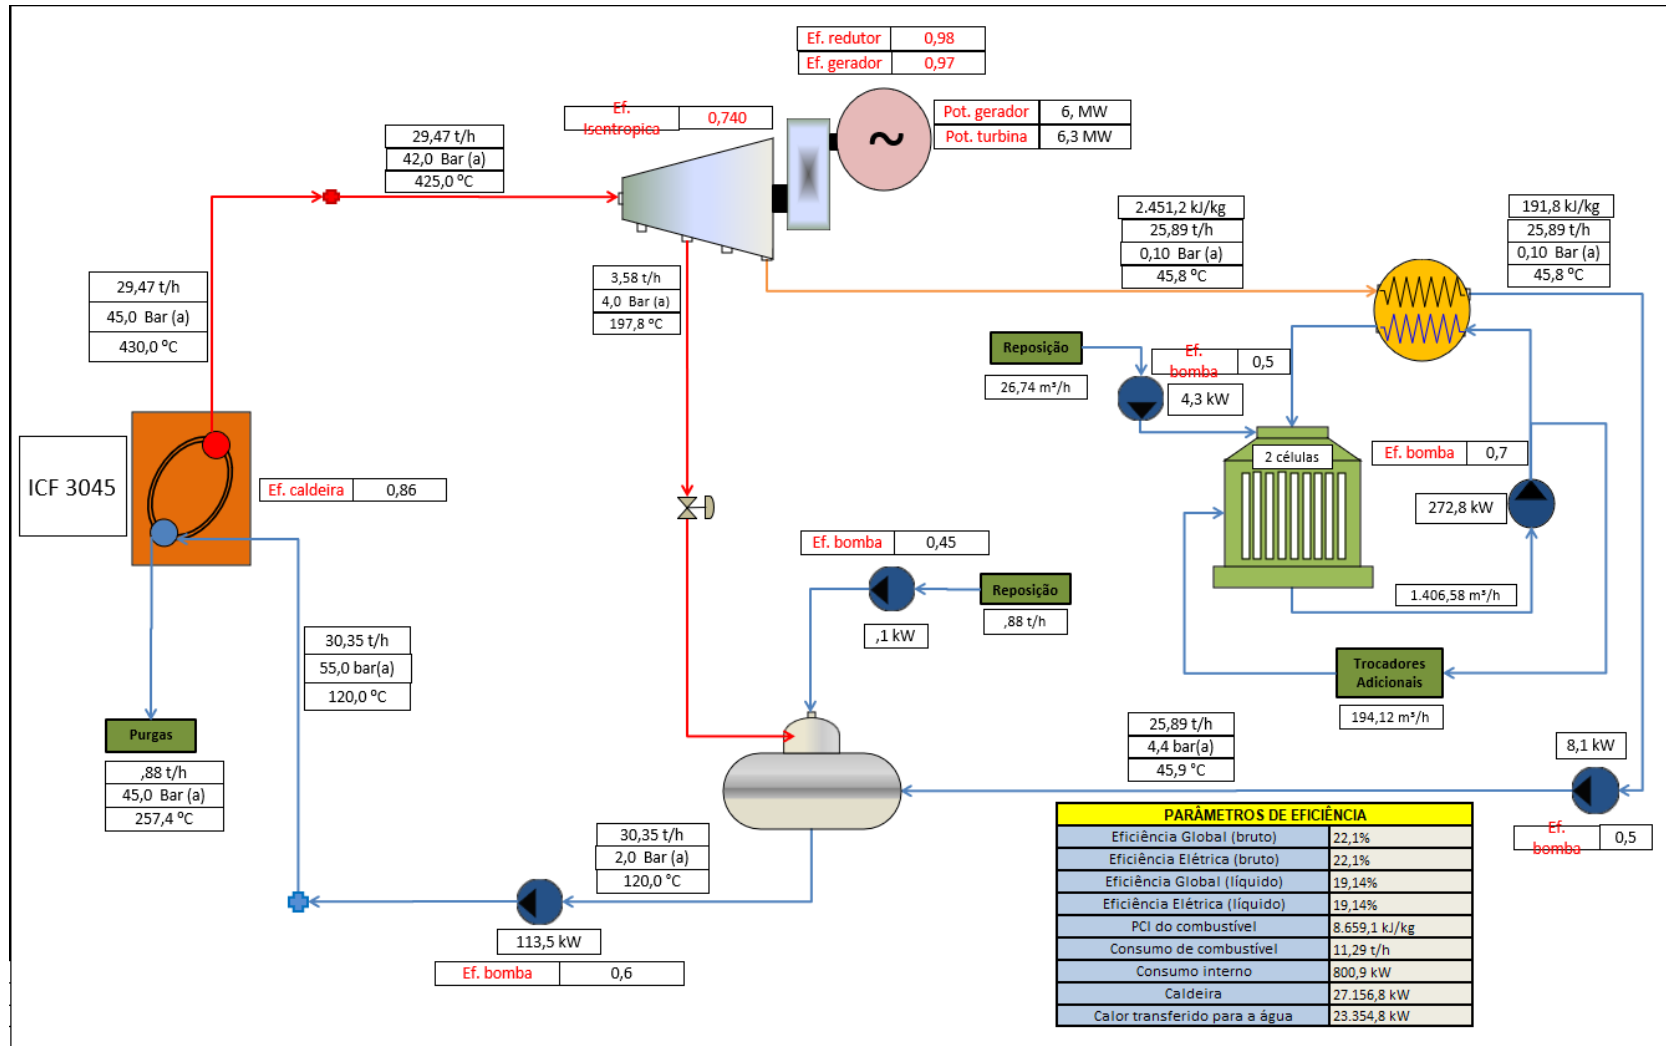 Ef. redutor 0,98
Ef. gerador 0,97
Ef. Isentropica 0,740
Pot. gerador 6, MW
Pot. turbina 6,3 MW
29,47 t/h
42,0 Bar (a)
425,0 ºC
2.451,2 kJ/kg
25,89 t/h
0,10 Bar (a)
45,8 ºC
191,8 kJ/kg
25,89 t/h
0,10 Bar (a)
45,8 ºC
29,47 t/h
45,0 Bar (a)
430,0 ºC
3,58 t/h
4,0 Bar (a)
197,8 ºC
Reposição
26,74 m³/h
Ef. bomba 0,5
4,3 kW
2 células
Ef. bomba 0,7
272,8 kW
1.406,58 m³/h
ICF 3045
Ef. caldeira 0,86
Ef. bomba 0,45
,1 kW
Reposição
,88 t/h
30,35 t/h
55,0 bar(a)
120,0 ºC
Trocadores
Adicionais
194,12 m³/h
Purgas
,88 t/h
45,0 Bar (a)
257,4 ºC
25,89 t/h
4,4 bar(a)
45,9 °C
8,1 kW
Ef. bomba 0,5
30,35 t/h
2,0 Bar (a)
120,0 ºC
113,5 kW
Ef. bomba 0,6
PARÂMETROS DE EFICIÊNCIA
Eficiência Global (bruto) 22,1%
Eficiência Elétrica (bruto) 22,1%
Eficiência Global (líquido) 19,14%
Eficiência Elétrica (líquido) 19,14%
PCI do combustível 8.659,1 kJ/kg
Consumo de combustível 11,29 t/h
Consumo interno 800,9 kW
Caldeira 27.156,8 kW
Calor transferido para a água 23.354,8 kW